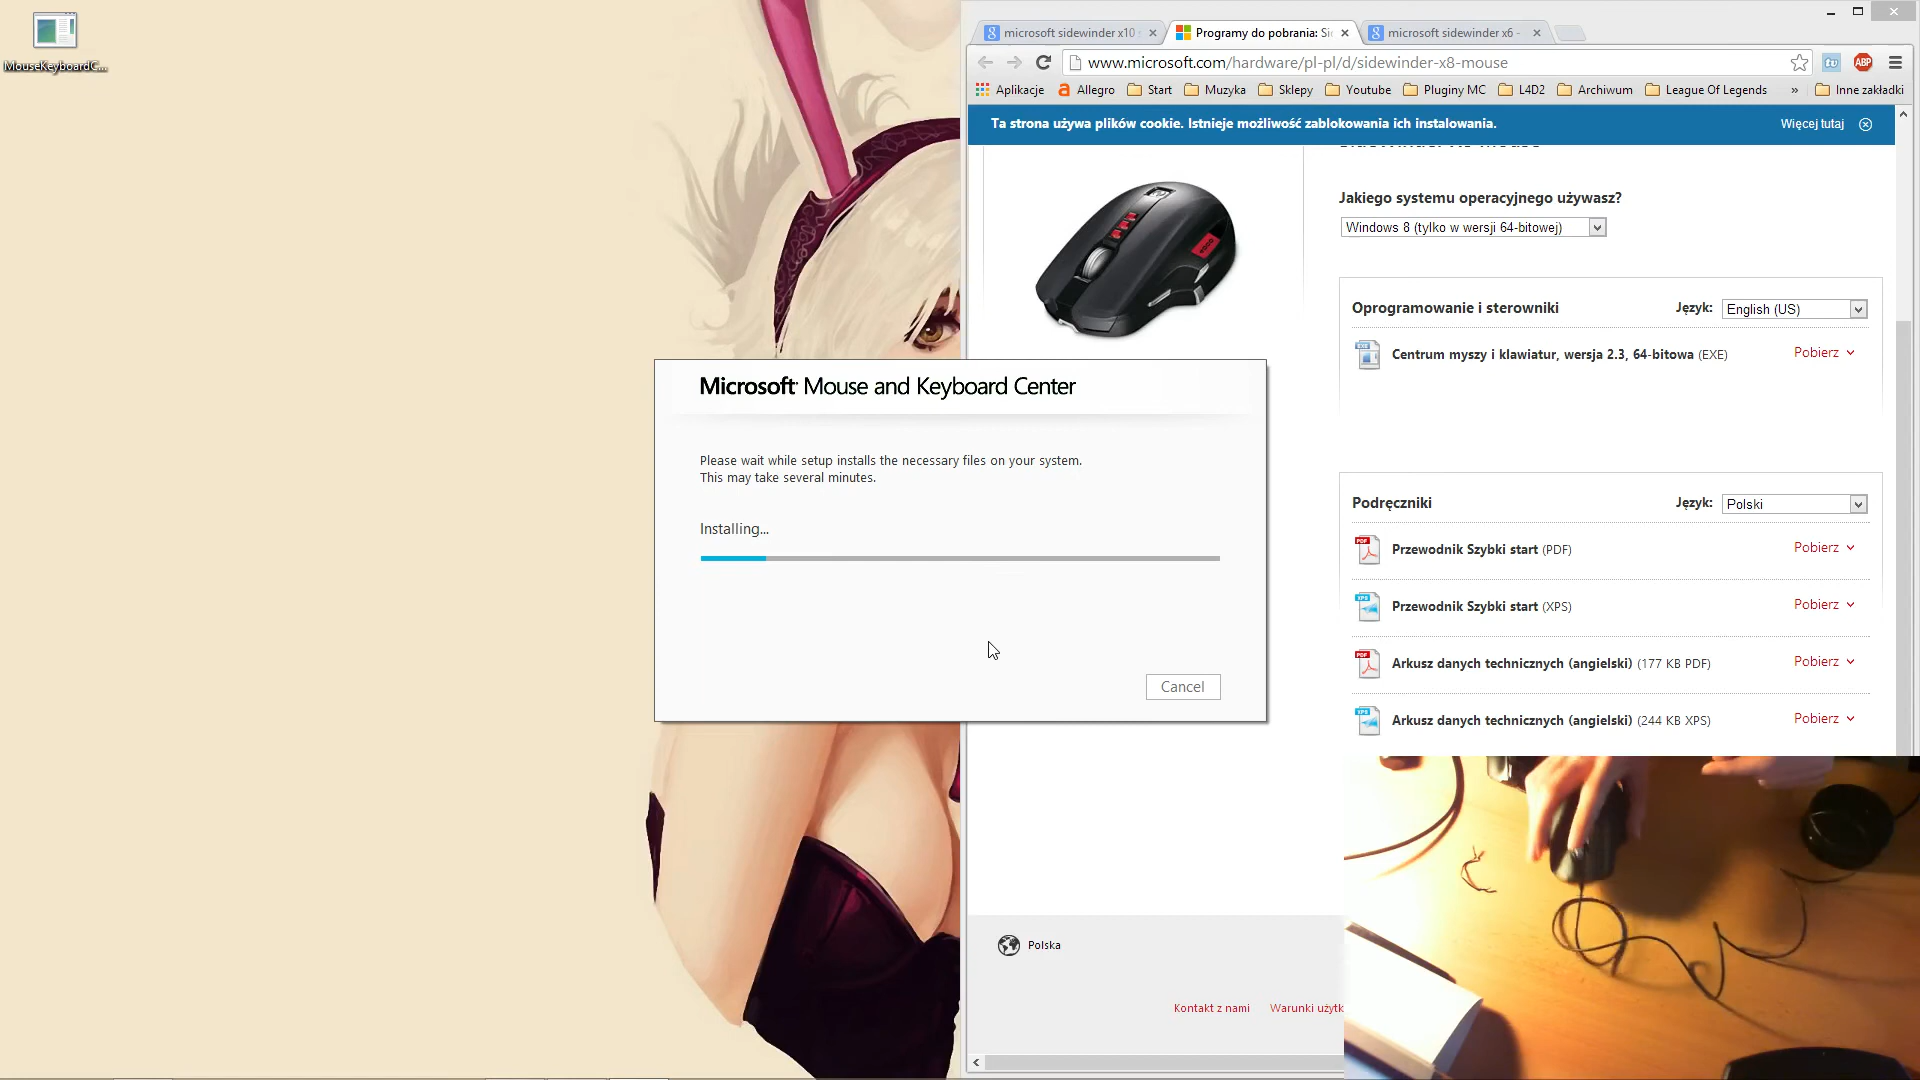 MouseKeyboardC...
microsoft sidewinder x10
Programy do pobrania: Si
microsoft sidewinder x6 -
www.microsoft.com/hardware/pl-pl/d/sidewinder-x8-mouse
Aplikacje
Allegro
Start
Muzyka
Sklepy
Youtube
Pluginy MC
L4D2
Archiwum
League Of Legends
»
Inne zakładki
Ta strona używa plików cookie. Istnieje możliwość zablokowania ich instalowania.
Więcej tutaj
Jakiego systemu operacyjnego używasz?
Windows 8 (tylko w wersji 64-bitowej)
Oprogramowanie i sterowniki
Język:
English (US)
Centrum myszy i klawiatur, wersja 2.3, 64-bitowa (EXE)
Pobierz
Microsoft Mouse and Keyboard Center
Please wait while setup installs the necessary files on your system.
This may take several minutes.
Installing...
Cancel
Podręczniki
Język:
Polski
Przewodnik Szybki start (PDF)
Pobierz
Przewodnik Szybki start (XPS)
Pobierz
Arkusz danych technicznych (angielski) (177 KB PDF)
Pobierz
Arkusz danych technicznych (angielski) (244 KB XPS)
Pobierz
Polska
Kontakt z nami
Warunki użytk